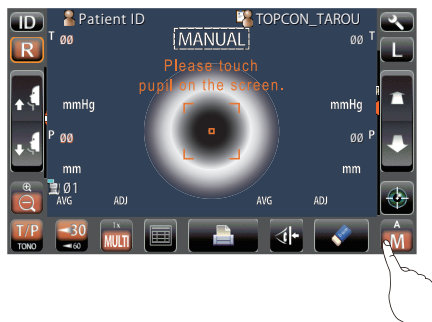 ID Patient ID TOPCON_TAROU
R T 00 MANUAL 00 T L
Please touch
pupil on the screen.
mmHg mmHg
P 00 00 P
mm mm
01
AVG ADJ AVG ADJ
T/P 30 1x A
TONO 60 MULTI M